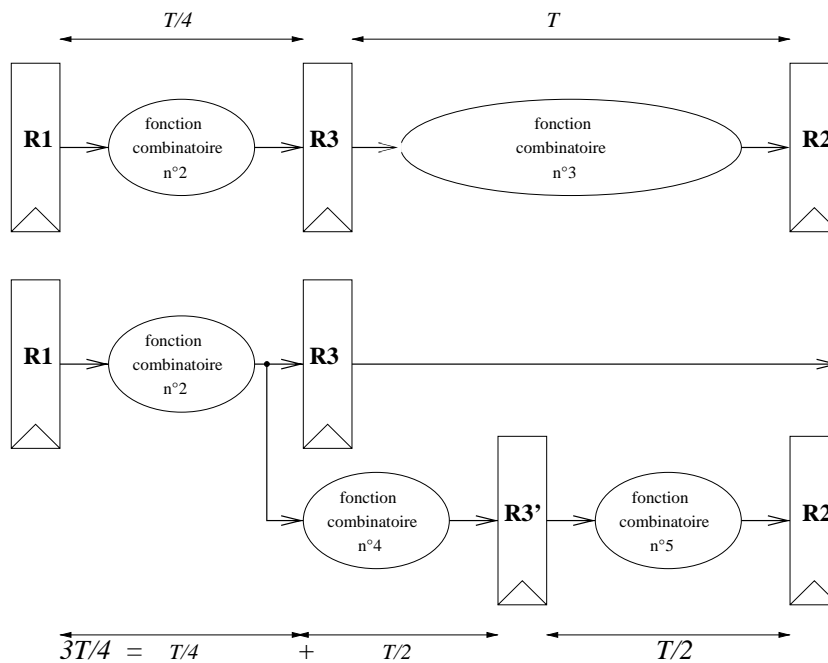 T/4
T
R1
fonction
combinatoire
n°2
R3
fonction
combinatoire
n°3
R2
R1
fonction
combinatoire
n°2
R3
fonction
combinatoire
n°4
R3’
fonction
combinatoire
n°5
R2
3T/4 = T/4 + T/2
T/2